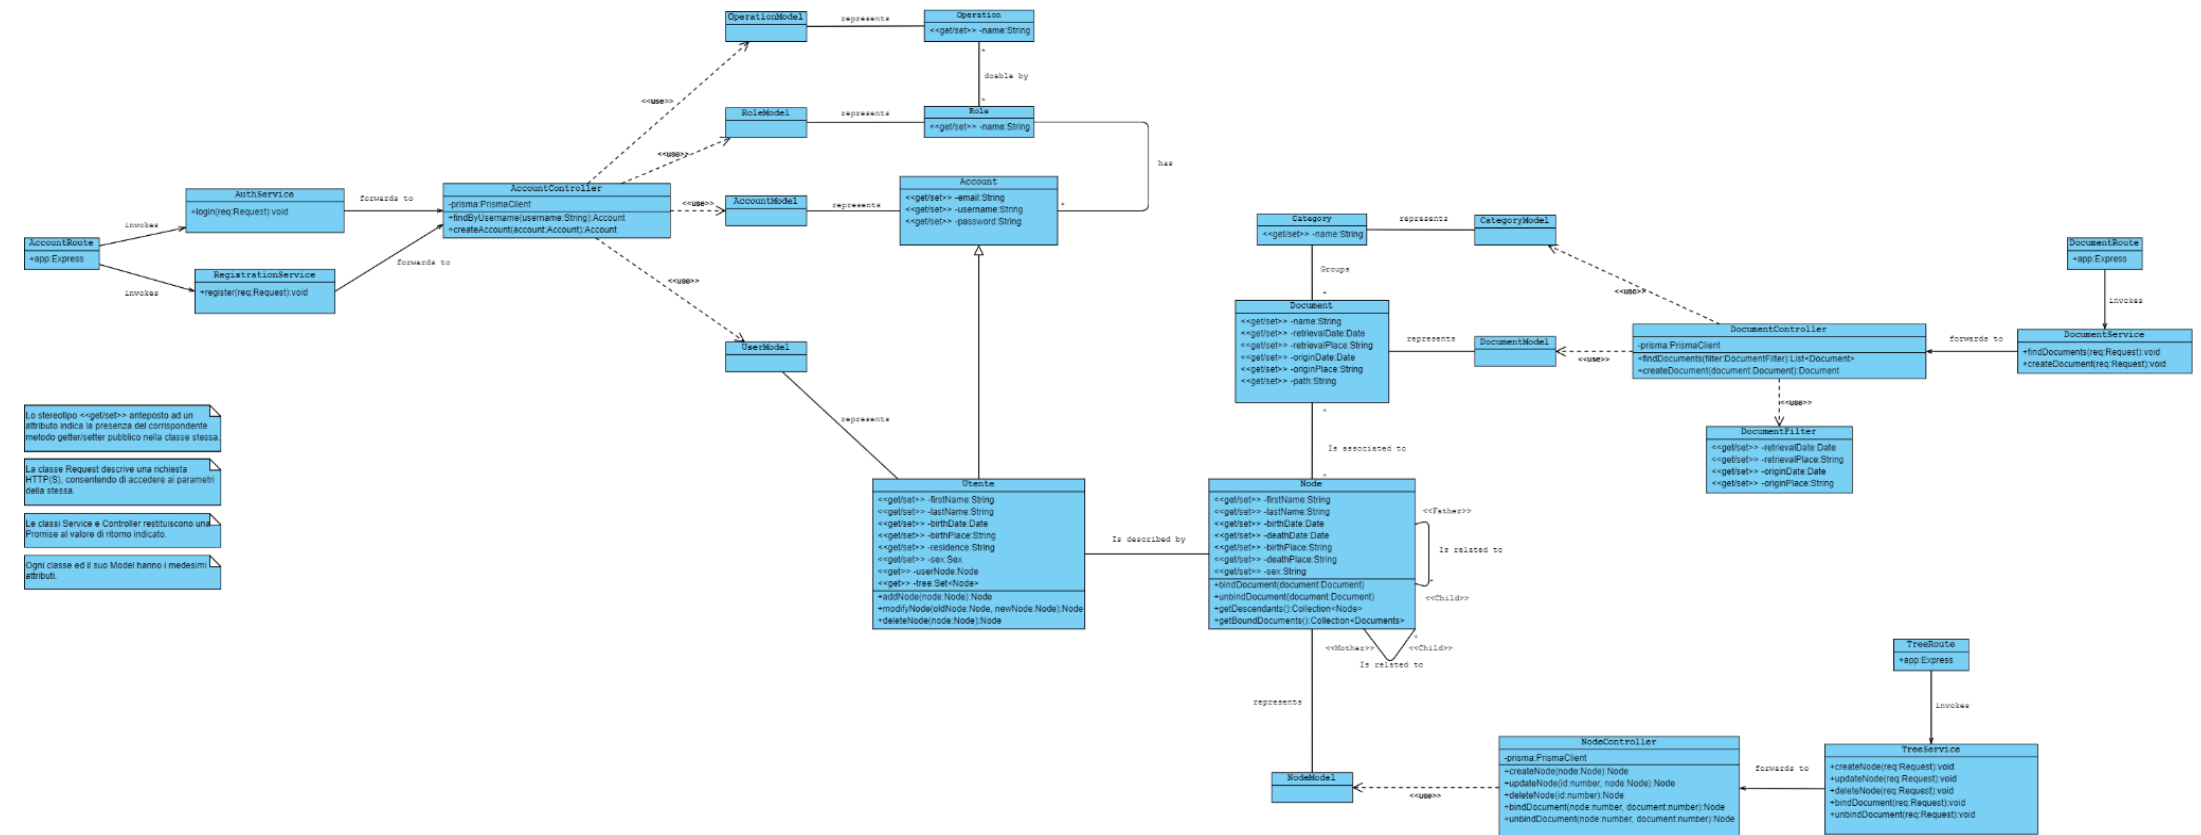 OperationModel
represents
Operation
<<get/set>> -name:String
*
doable by
*
<<use>>
RoleModel
represents
Role
<<get/set>> -name:String
<<use>>
has
AuthService
+login(req:Request):void
forwards to
AccountController
-prisma:PrismaClient
+findByUsername(username:String):Account
+createAccount(account:Account):Account
<<use>>
AccountModel
represents
Account
<<get/set>> -email:String
<<get/set>> -username:String
<<get/set>> -password:String
*
invokes
AccountRoute
+app:Express
invokes
RegistrationService
+register(req:Request):void
forwards to
<<use>>
UserModel
represents
Category
<<get/set>> -name:String
represents
CategoryModel
Groups
*
<<use>>
Document
<<get/set>> -name:String
<<get/set>> -retrievalDate:Date
<<get/set>> -retrievalPlace:String
<<get/set>> -originDate:Date
<<get/set>> -originPlace:String
<<get/set>> -path:String
represents
DocumentModel
<<use>>
DocumentController
-prisma:PrismaClient
+findDocuments(filter:DocumentFilter):List<Document>
+createDocument(document:Document):Document
forwards to
DocumentRoute
+app:Express
invokes
DocumentService
+findDocuments(req:Request):void
+createDocument(req:Request):void
<<use>>
DocumentFilter
<<get/set>> -retrievalDate:Date
<<get/set>> -retrievalPlace:String
<<get/set>> -originDate:Date
<<get/set>> -originPlace:String
*
Is associated to
*
Lo stereotipo <<get/set>> anteposto ad un
attributo indica la presenza del corrispondente
metodo getter/setter pubblico nella classe stessa.
La classe Request descrive una richiesta
HTTP(S), consentendo di accedere ai parametri
della stessa.
Le classi Service e Controller restituiscono una
Promise al valore di ritorno indicato.
Ogni classe ed il suo Model hanno i medesimi
attributi.
Utente
<<get/set>> -firstName:String
<<get/set>> -lastName:String
<<get/set>> -birthDate:Date
<<get/set>> -birthPlace:String
<<get/set>> -residence:String
<<get/set>> -sex:Sex
<<get>> -userNode:Node
<<get>> -tree:Set<Node>
+addNode(node:Node):Node
+modifyNode(oldNode:Node, newNode:Node):Node
+deleteNode(node:Node):Node
Is described by
Node
<<get/set>> -firstName:String
<<get/set>> -lastName:String
<<get/set>> -birthDate:Date
<<get/set>> -deathDate:Date
<<get/set>> -birthPlace:String
<<get/set>> -deathPlace:String
<<get/set>> -sex:String
+bindDocument(document:Document)
+unbindDocument(document:Document)
+getDescendants():Collection<Node>
+getBoundDocuments():Collection<Documents>
<<Father>>
Is related to
*
<<Child>>
*
<<Mother>>
<<Child>>
Is related to
represents
NodeModel
<<use>>
NodeController
-prisma:PrismaClient
+createNode(node:Node):Node
+updateNode(id:number, node:Node):Node
+deleteNode(id:number):Node
+bindDocument(node:number, document:number):Node
+unbindDocument(node:number, document:number):Node
forwards to
TreeRoute
+app:Express
invokes
TreeService
+createNode(req:Request):void
+updateNode(req:Request):void
+deleteNode(req:Request):void
+bindDocument(req:Request):void
+unbindDocument(req:Request):void